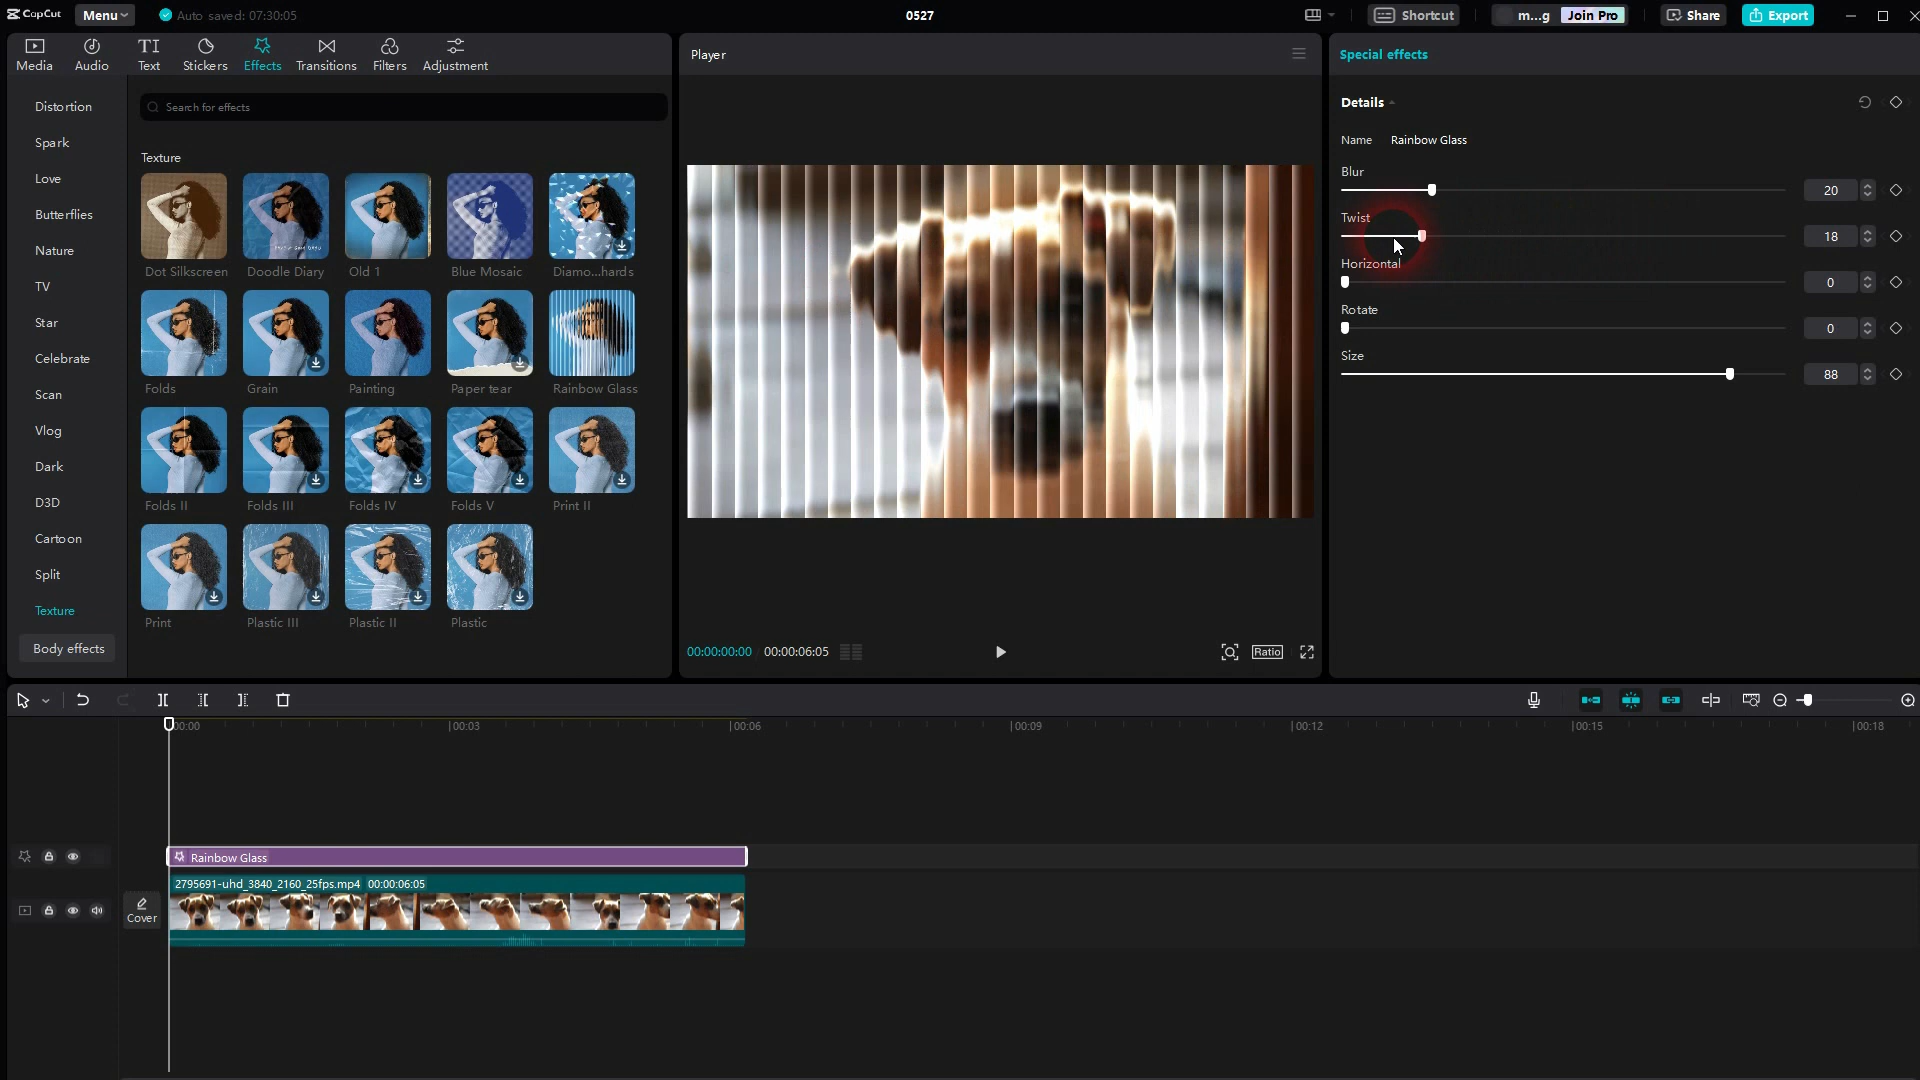 CapCut Menu Auto saved: 07:30:05 0527 Shortcut m...g Join Pro Share Export
Media Audio Text Stickers Effects Transitions Filters Adjustment
Distortion
Spark
Love
Butterflies
Nature
TV
Star
Celebrate
Scan
Vlog
Dark
D3D
Cartoon
Split
Texture
Body effects
Search for effects
Texture
Dot Silkscreen Doodle Diary Old 1 Blue Mosaic Diamo...hards
Folds Grain Painting Paper tear Rainbow Glass
Folds II Folds III Folds IV Folds V Print II
Print Plastic III Plastic II Plastic
Player
00:00:00:00 00:00:06:05 Ratio
Special effects
Details
Name Rainbow Glass
Blur
20
Twist
18
Horizontal
0
Rotate
0
Size
88
00:00 00:03 00:06 00:09 00:12 00:15 00:18
Rainbow Glass
2795691-uhd_3840_2160_25fps.mp4 00:00:06:05
Cover